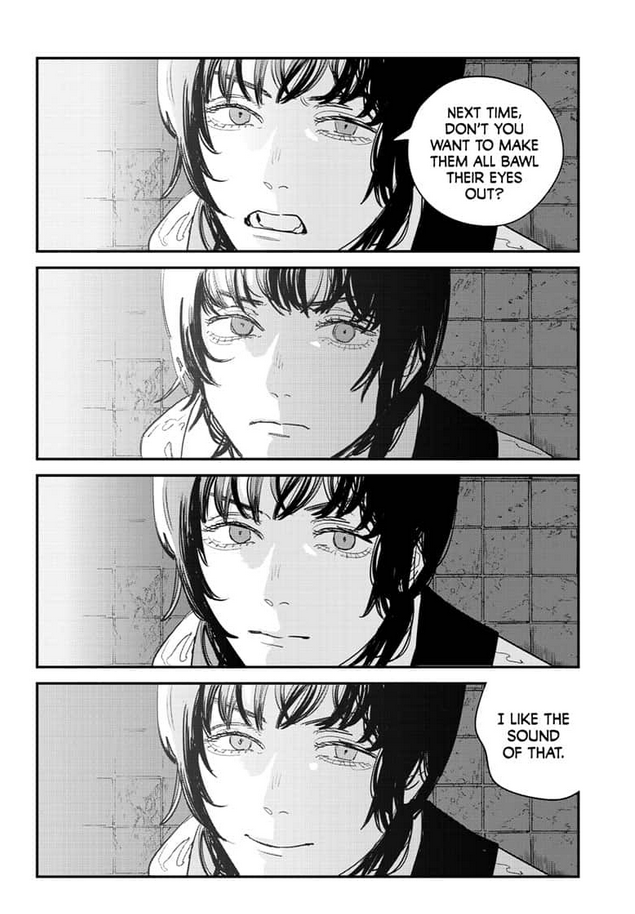 NEXT TIME,
DON'T YOU
WANT TO MAKE
THEM ALL BAWL
THEIR EYES
OUT?
I LIKE THE
SOUND
OF THAT.